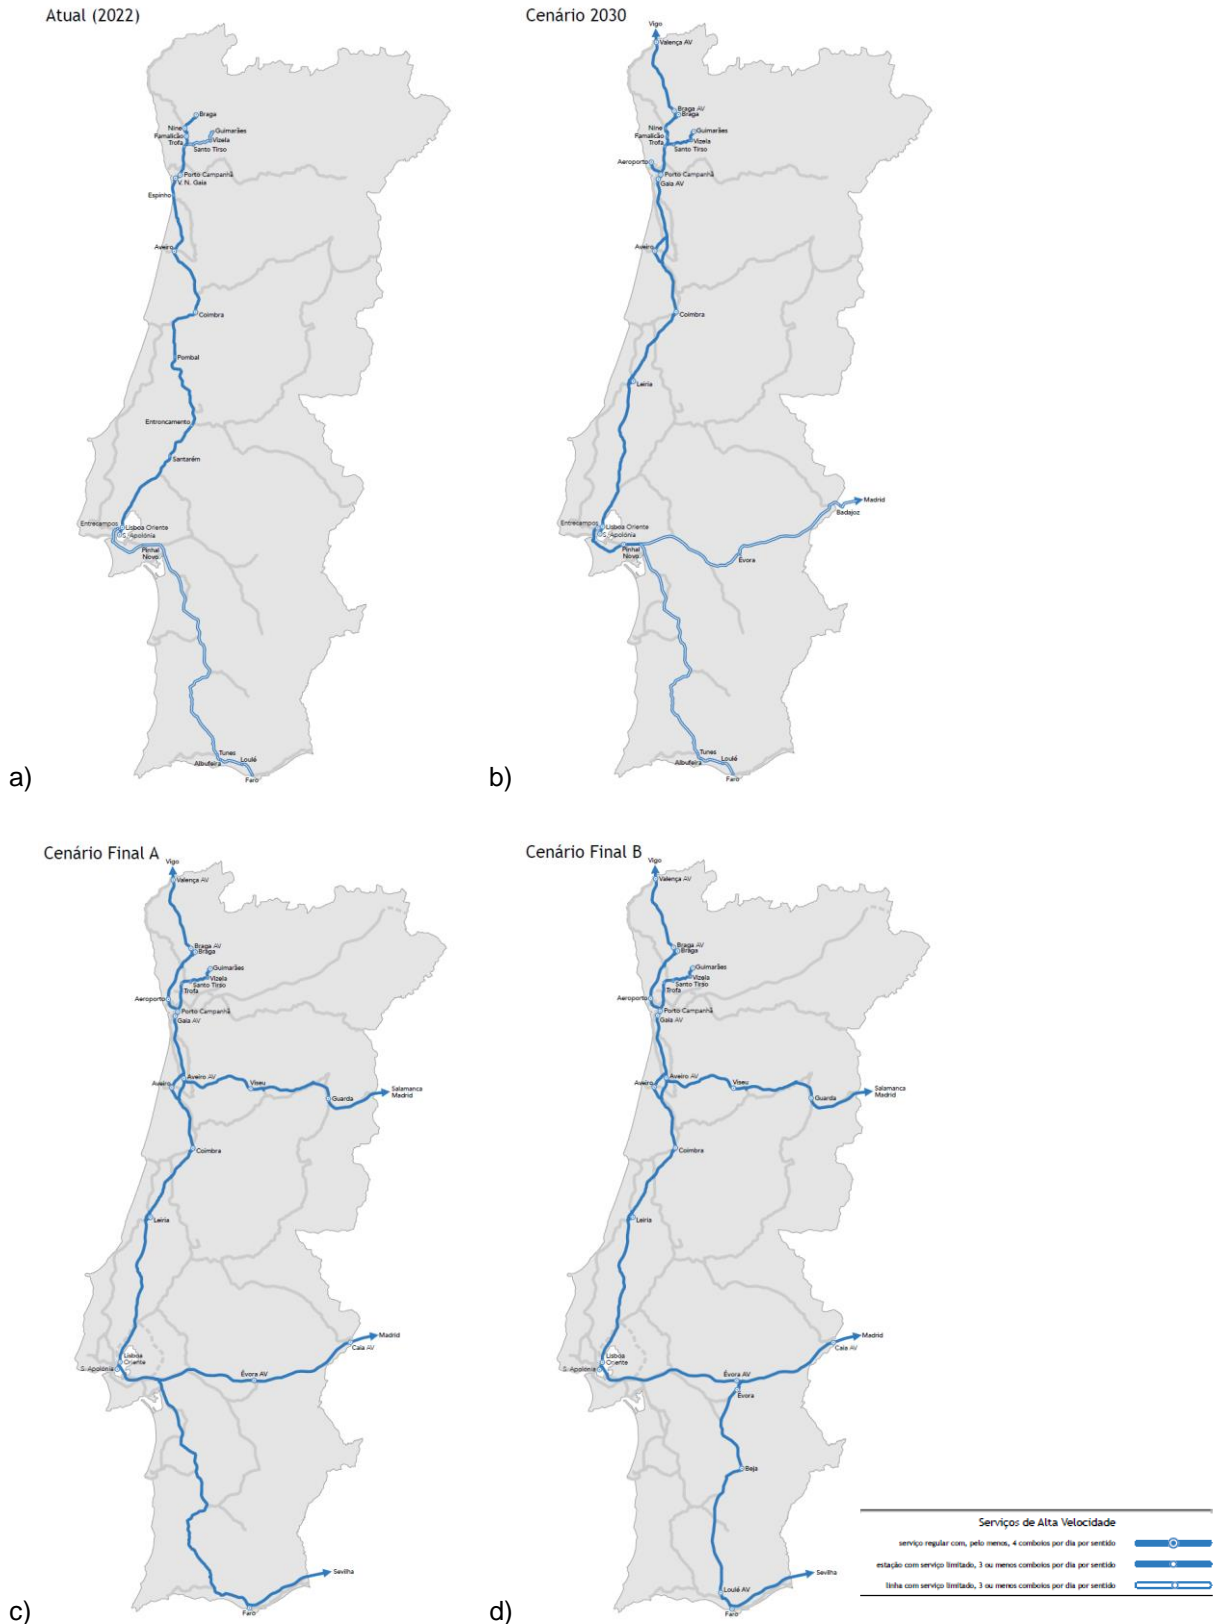 Atual (2022)
Braga
Nine
Famalicão
Trofa
Guimarães
Vizela
Santo Tirso
Porto Campanhã
V. N. Gaia
Espinho
Aveiro
Coimbra
Pombal
Entroncamento
Santarém
Entrecampos
Lisboa Oriente
S. Apolónia
Pinhal
Novo
Tunes
Albufeira
Loulé
Faro
a)
Cenário 2030
Vigo
Valença AV
Braga AV
Braga
Nine
Famalicão
Trofa
Guimarães
Vizela
Santo Tirso
Aeroporto
Porto Campanhã
Gaia AV
Aveiro
Coimbra
Leiria
Madrid
Badajoz
Entrecampos
Lisboa Oriente
S. Apolónia
Pinhal
Novo
Évora
Tunes
Albufeira
Loulé
Faro
b)
Cenário Final A
Vigo
Valença AV
Braga AV
Braga
Guimarães
Vizela
Santo Tirso
Trofa
Aeroporto
Porto Campanhã
Gaia AV
Aveiro AV
Aveiro
Viseu
Salamanca
Madrid
Guarda
Coimbra
Leiria
Madrid
Caia AV
Lisboa
Oriente
S. Apolónia
Évora AV
Sevilha
Faro
c)
Cenário Final B
Vigo
Valença AV
Braga AV
Braga
Guimarães
Vizela
Santo Tirso
Trofa
Aeroporto
Porto Campanhã
Gaia AV
Aveiro AV
Aveiro
Viseu
Salamanca
Madrid
Guarda
Coimbra
Leiria
Madrid
Caia AV
Lisboa
Oriente
S. Apolónia
Évora AV
Évora
Beja
Loulé AV
Sevilha
Faro
d)
Serviços de Alta Velocidade
serviço regular com, pelo menos, 4 comboios por dia por sentido
estação com serviço limitado, 3 ou menos comboios por dia por sentido
linha com serviço limitado, 3 ou menos comboios por dia por sentido